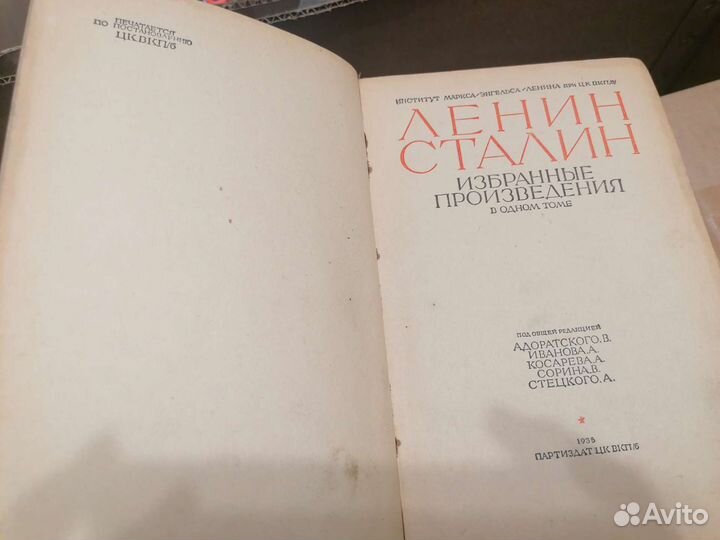 ПЕЧАТАЕТСЯ
ПО ПОСТАНОВЛЕНИЮ
ЦК ВКП/б
ИНСТИТУТ МАРКСА/ЭНГЕЛЬСА/ЛЕНИНА ПРИ ЦК ВКП/б/
ЛЕНИН
СТАЛИН
ИЗБРАННЫЕ
ПРОИЗВЕДЕНИЯ
В ОДНОМ ТОМЕ
ПОД ОБЩЕЙ РЕДАКЦИЕЙ
АДОРАТСКОГО.В.
ИВАНОВА.А.
КОСАРЕВА.А.
СОРИНА.В.
СТЕЦКОГО.А.
*
1935
ПАРТИЗДАТ ЦК ВКП/б
Avito